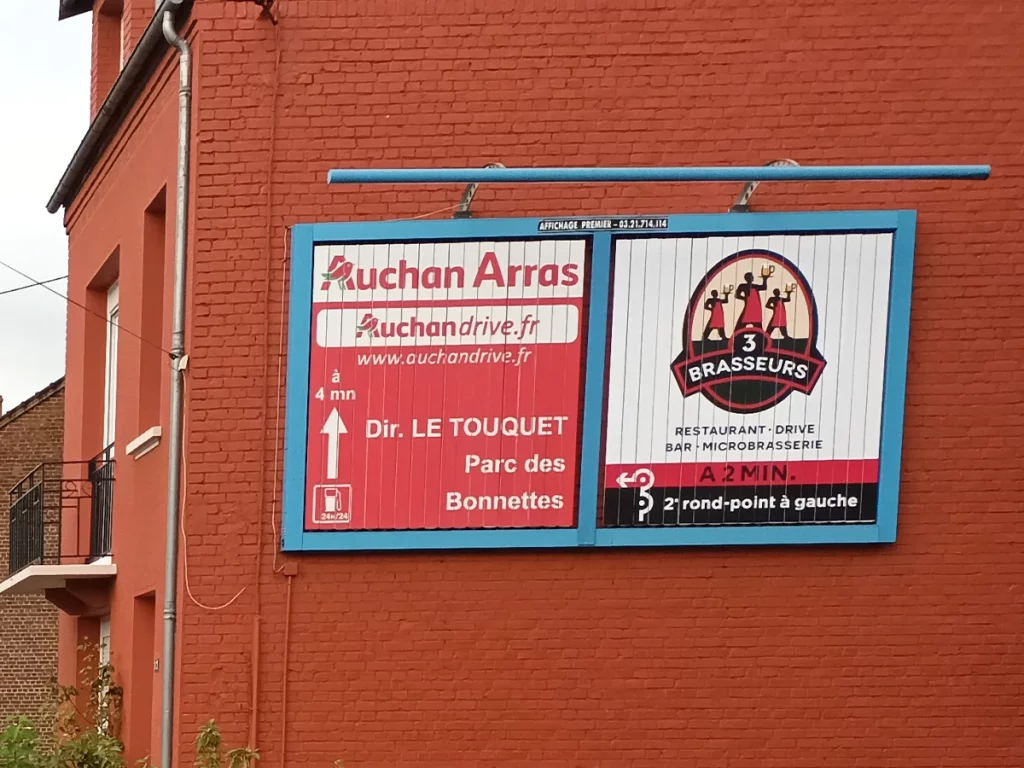 AFFICHAGE PREMIER - 03.21.714.114
Auchan Arras
Auchandrive.fr
www.auchandrive.fr
à
4 mn
Dir. LE TOUQUET
Parc des
Bonnettes
24H/24
3
BRASSEURS
RESTAURANT · DRIVE
BAR · MICROBRASSERIE
A 2 MIN.
2e rond-point à gauche